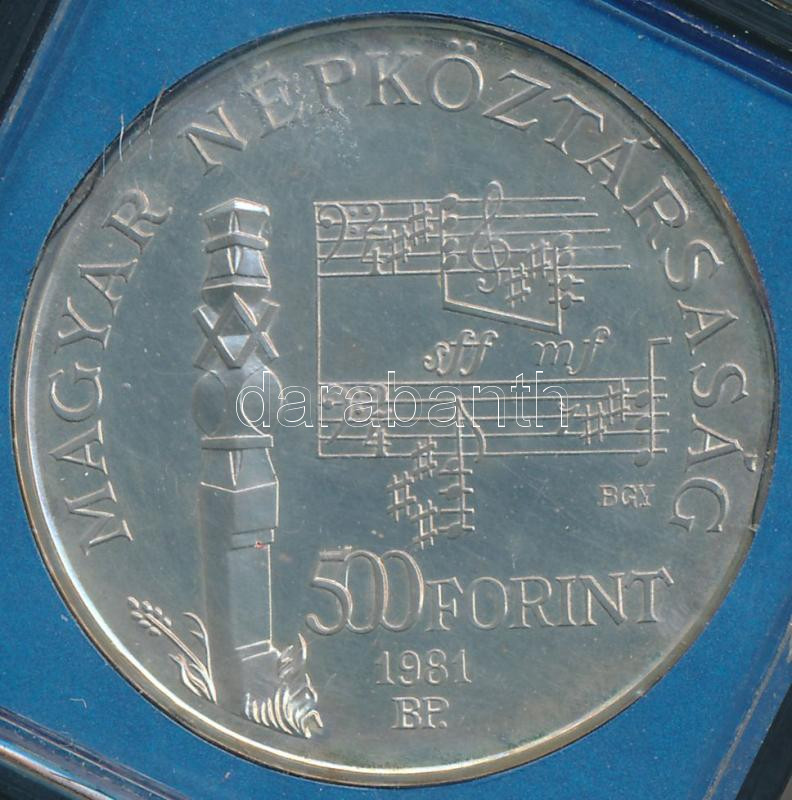 MAGYAR NÉPKÖZTÁRSASÁG
sff mf
darabanth
BGY
500 FORINT
1981
BP.